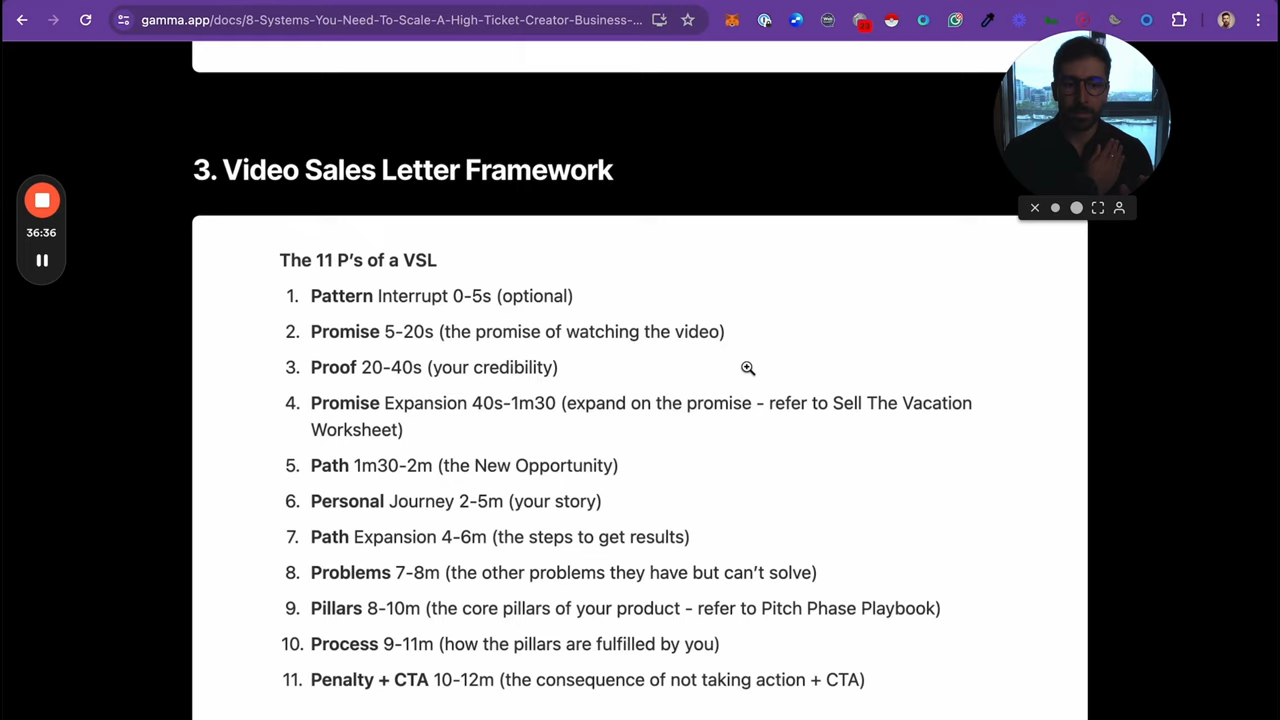 gamma.app/docs/8-Systems-You-Need-To-Scale-A-High-Ticket-Creator-Business-...
3. Video Sales Letter Framework
36:36
The 11 P’s of a VSL
1. Pattern Interrupt 0-5s (optional)
2. Promise 5-20s (the promise of watching the video)
3. Proof 20-40s (your credibility)
4. Promise Expansion 40s-1m30 (expand on the promise - refer to Sell The Vacation
Worksheet)
5. Path 1m30-2m (the New Opportunity)
6. Personal Journey 2-5m (your story)
7. Path Expansion 4-6m (the steps to get results)
8. Problems 7-8m (the other problems they have but can’t solve)
9. Pillars 8-10m (the core pillars of your product - refer to Pitch Phase Playbook)
10. Process 9-11m (how the pillars are fulfilled by you)
11. Penalty + CTA 10-12m (the consequence of not taking action + CTA)